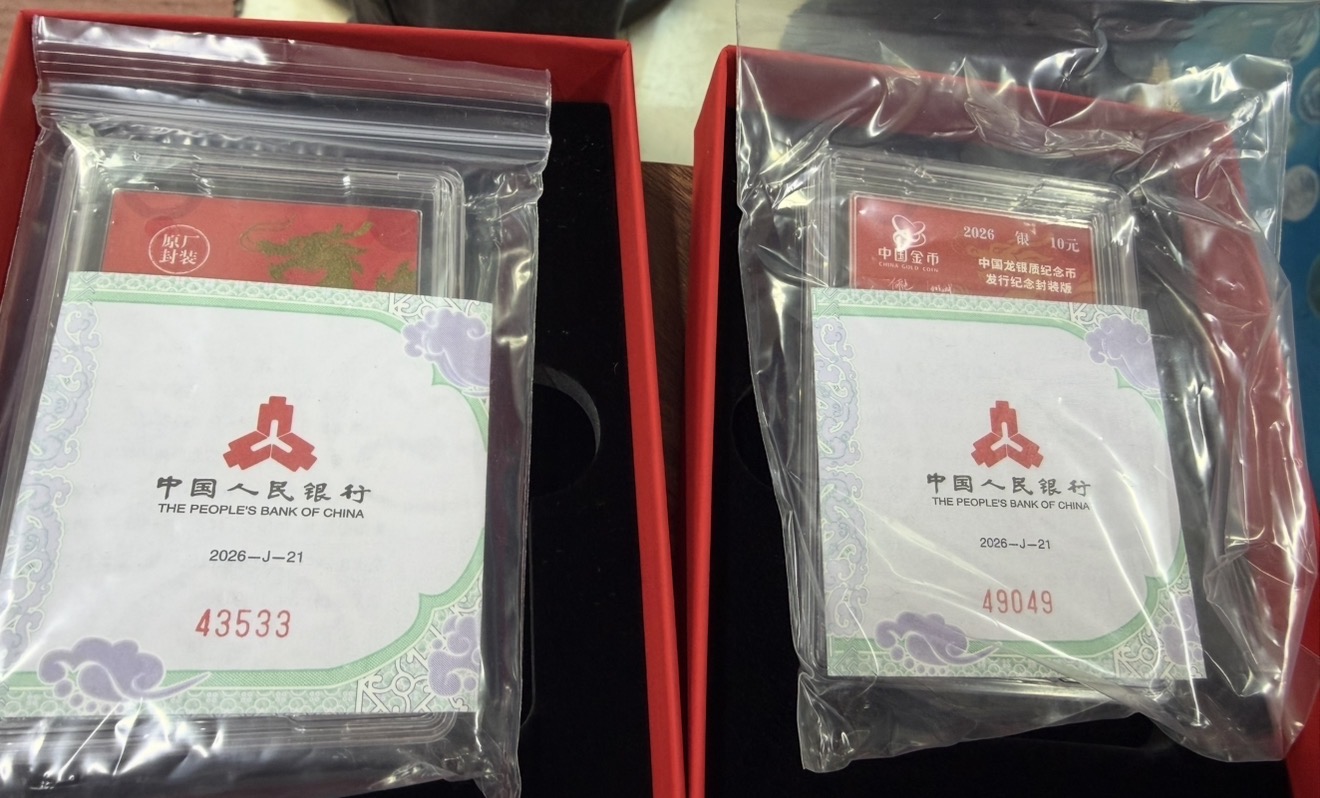 原厂
封装
中国人民银行
THE PEOPLE'S BANK OF CHINA
2026—J—21
43533
中国金币
CHINA GOLD COIN
2026 银 10元
中国龙银质纪念币
发行纪念封装版
中国人民银行
THE PEOPLE'S BANK OF CHINA
2026—J—21
49049